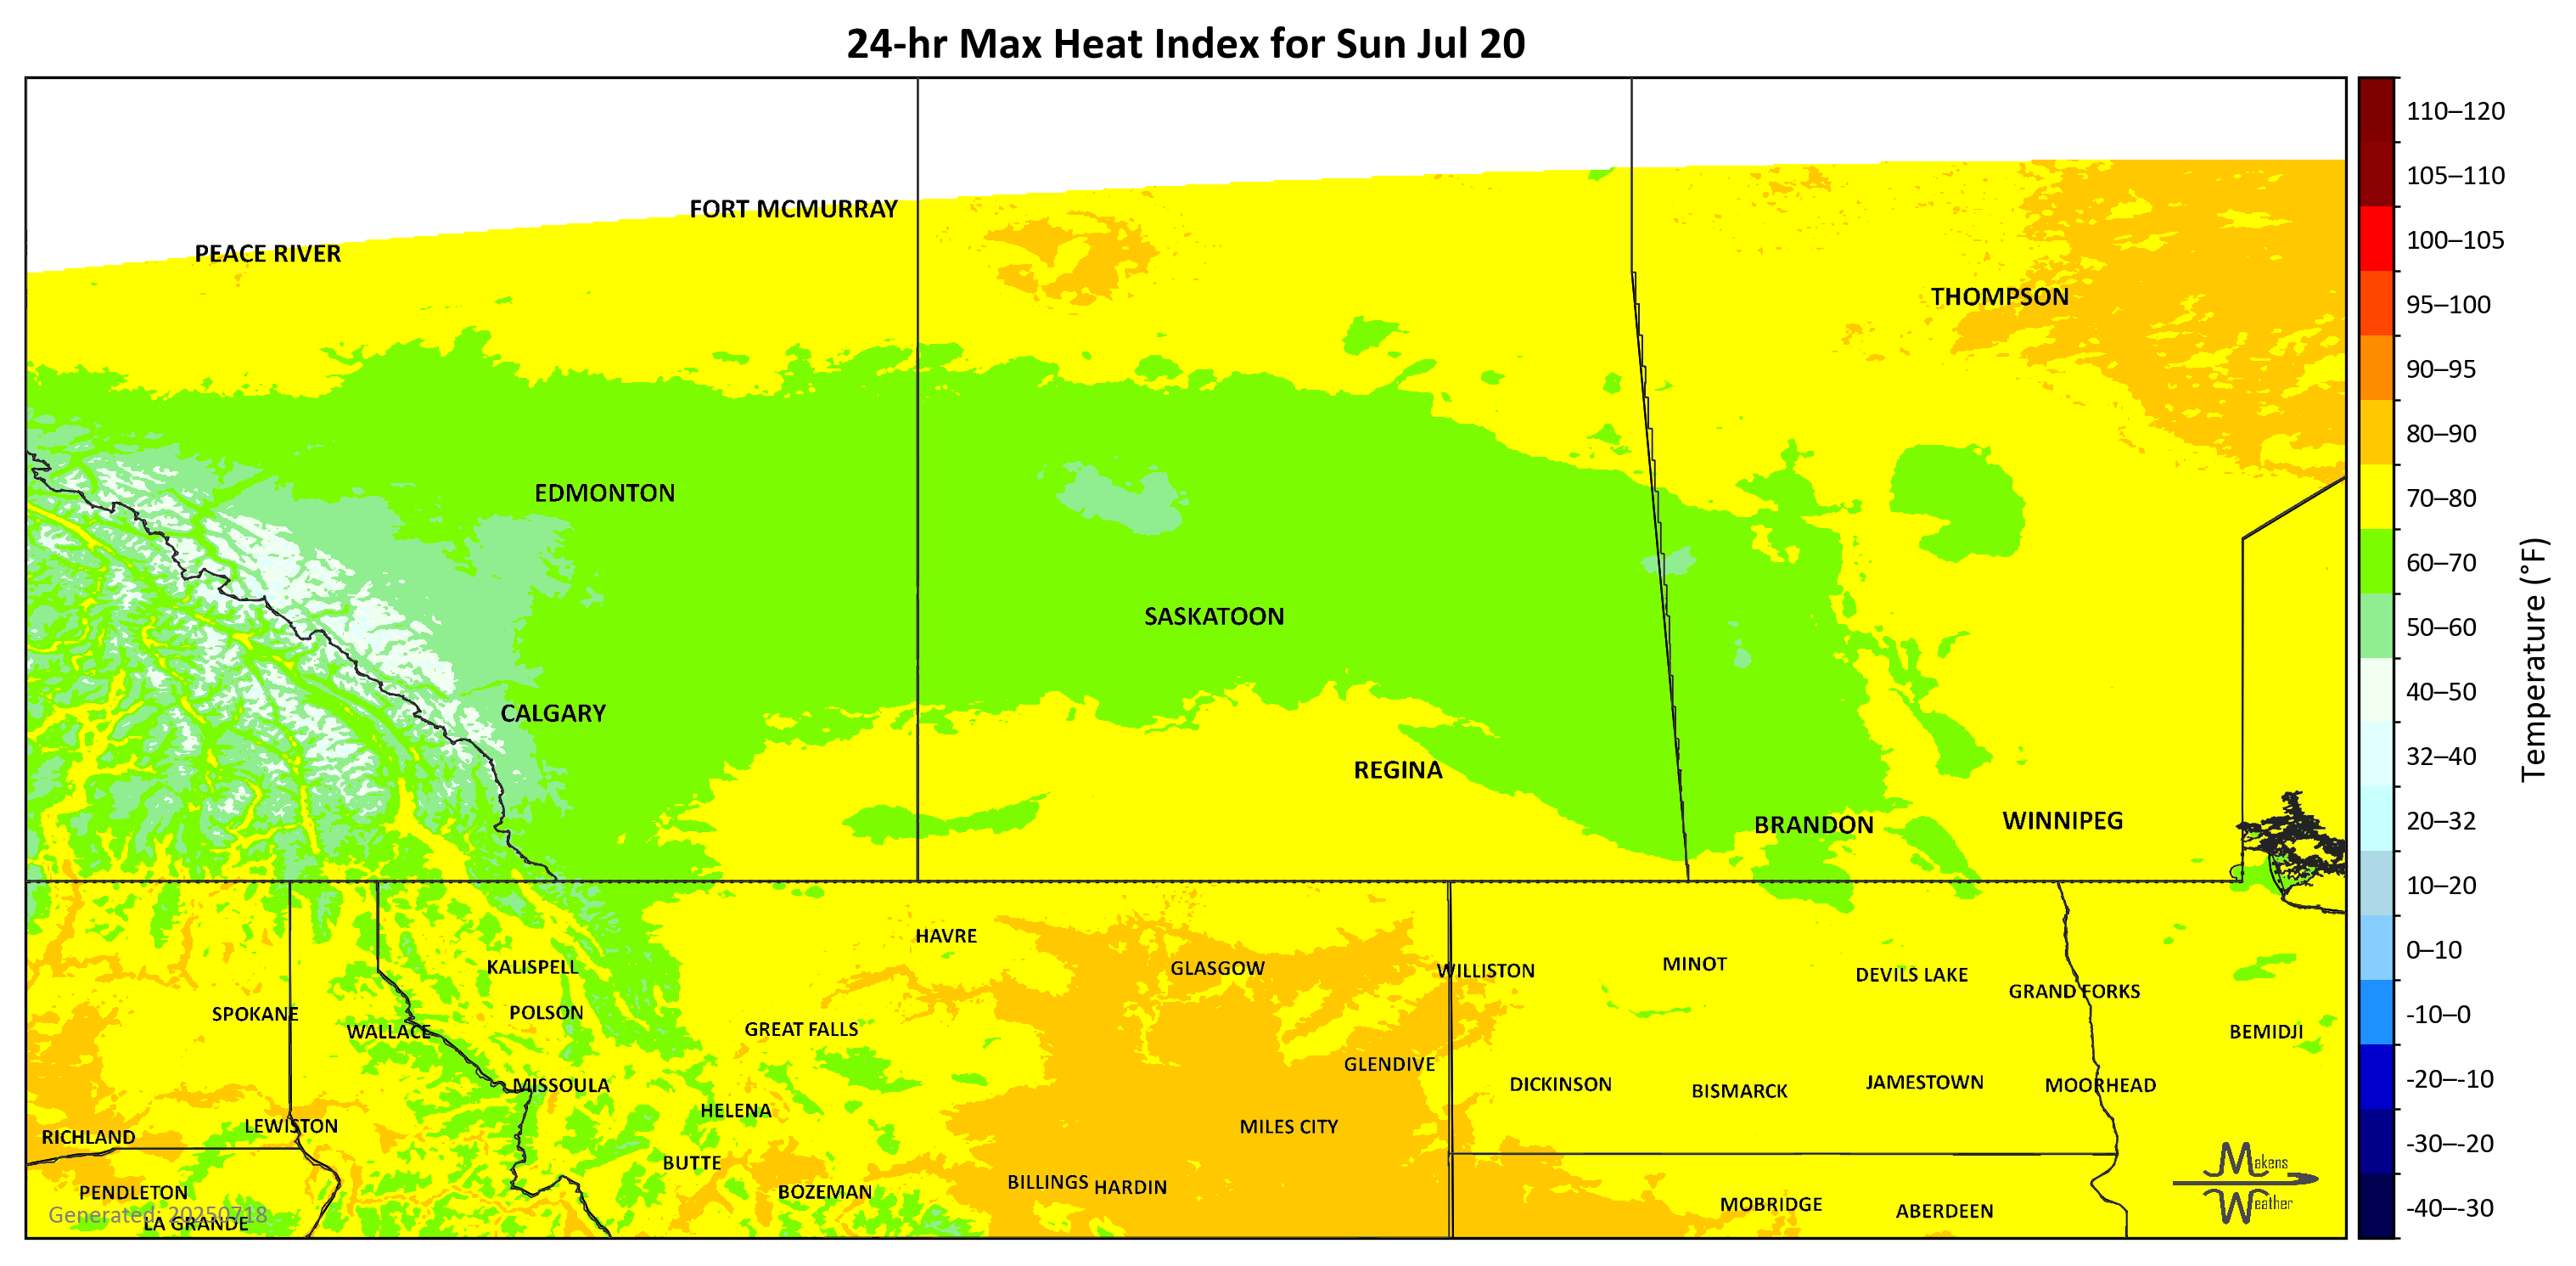 24-hr Max Heat Index for Sun Jul 20
FORT MCMURRAY
PEACE RIVER
THOMPSON
EDMONTON
SASKATOON
CALGARY
REGINA
BRANDON
WINNIPEG
HAVRE
KALISPELL
GLASGOW
WILLISTON
MINOT
DEVILS LAKE
GRAND FORKS
SPOKANE
POLSON
WALLACE
GREAT FALLS
BEMIDJI
GLENDIVE
MISSOULA
DICKINSON
BISMARCK
JAMESTOWN
MOORHEAD
HELENA
LEWISTON
MILES CITY
RICHLAND
BUTTE
BILLINGS
HARDIN
PENDLETON
BOZEMAN
MOBRIDGE
ABERDEEN
Generated: 20250718
LA GRANDE
Makens
Weather
110–120
105–110
100–105
95–100
90–95
80–90
70–80
60–70
50–60
40–50
32–40
20–32
10–20
0–10
-10–0
-20–-10
-30–-20
-40–-30
Temperature (°F)